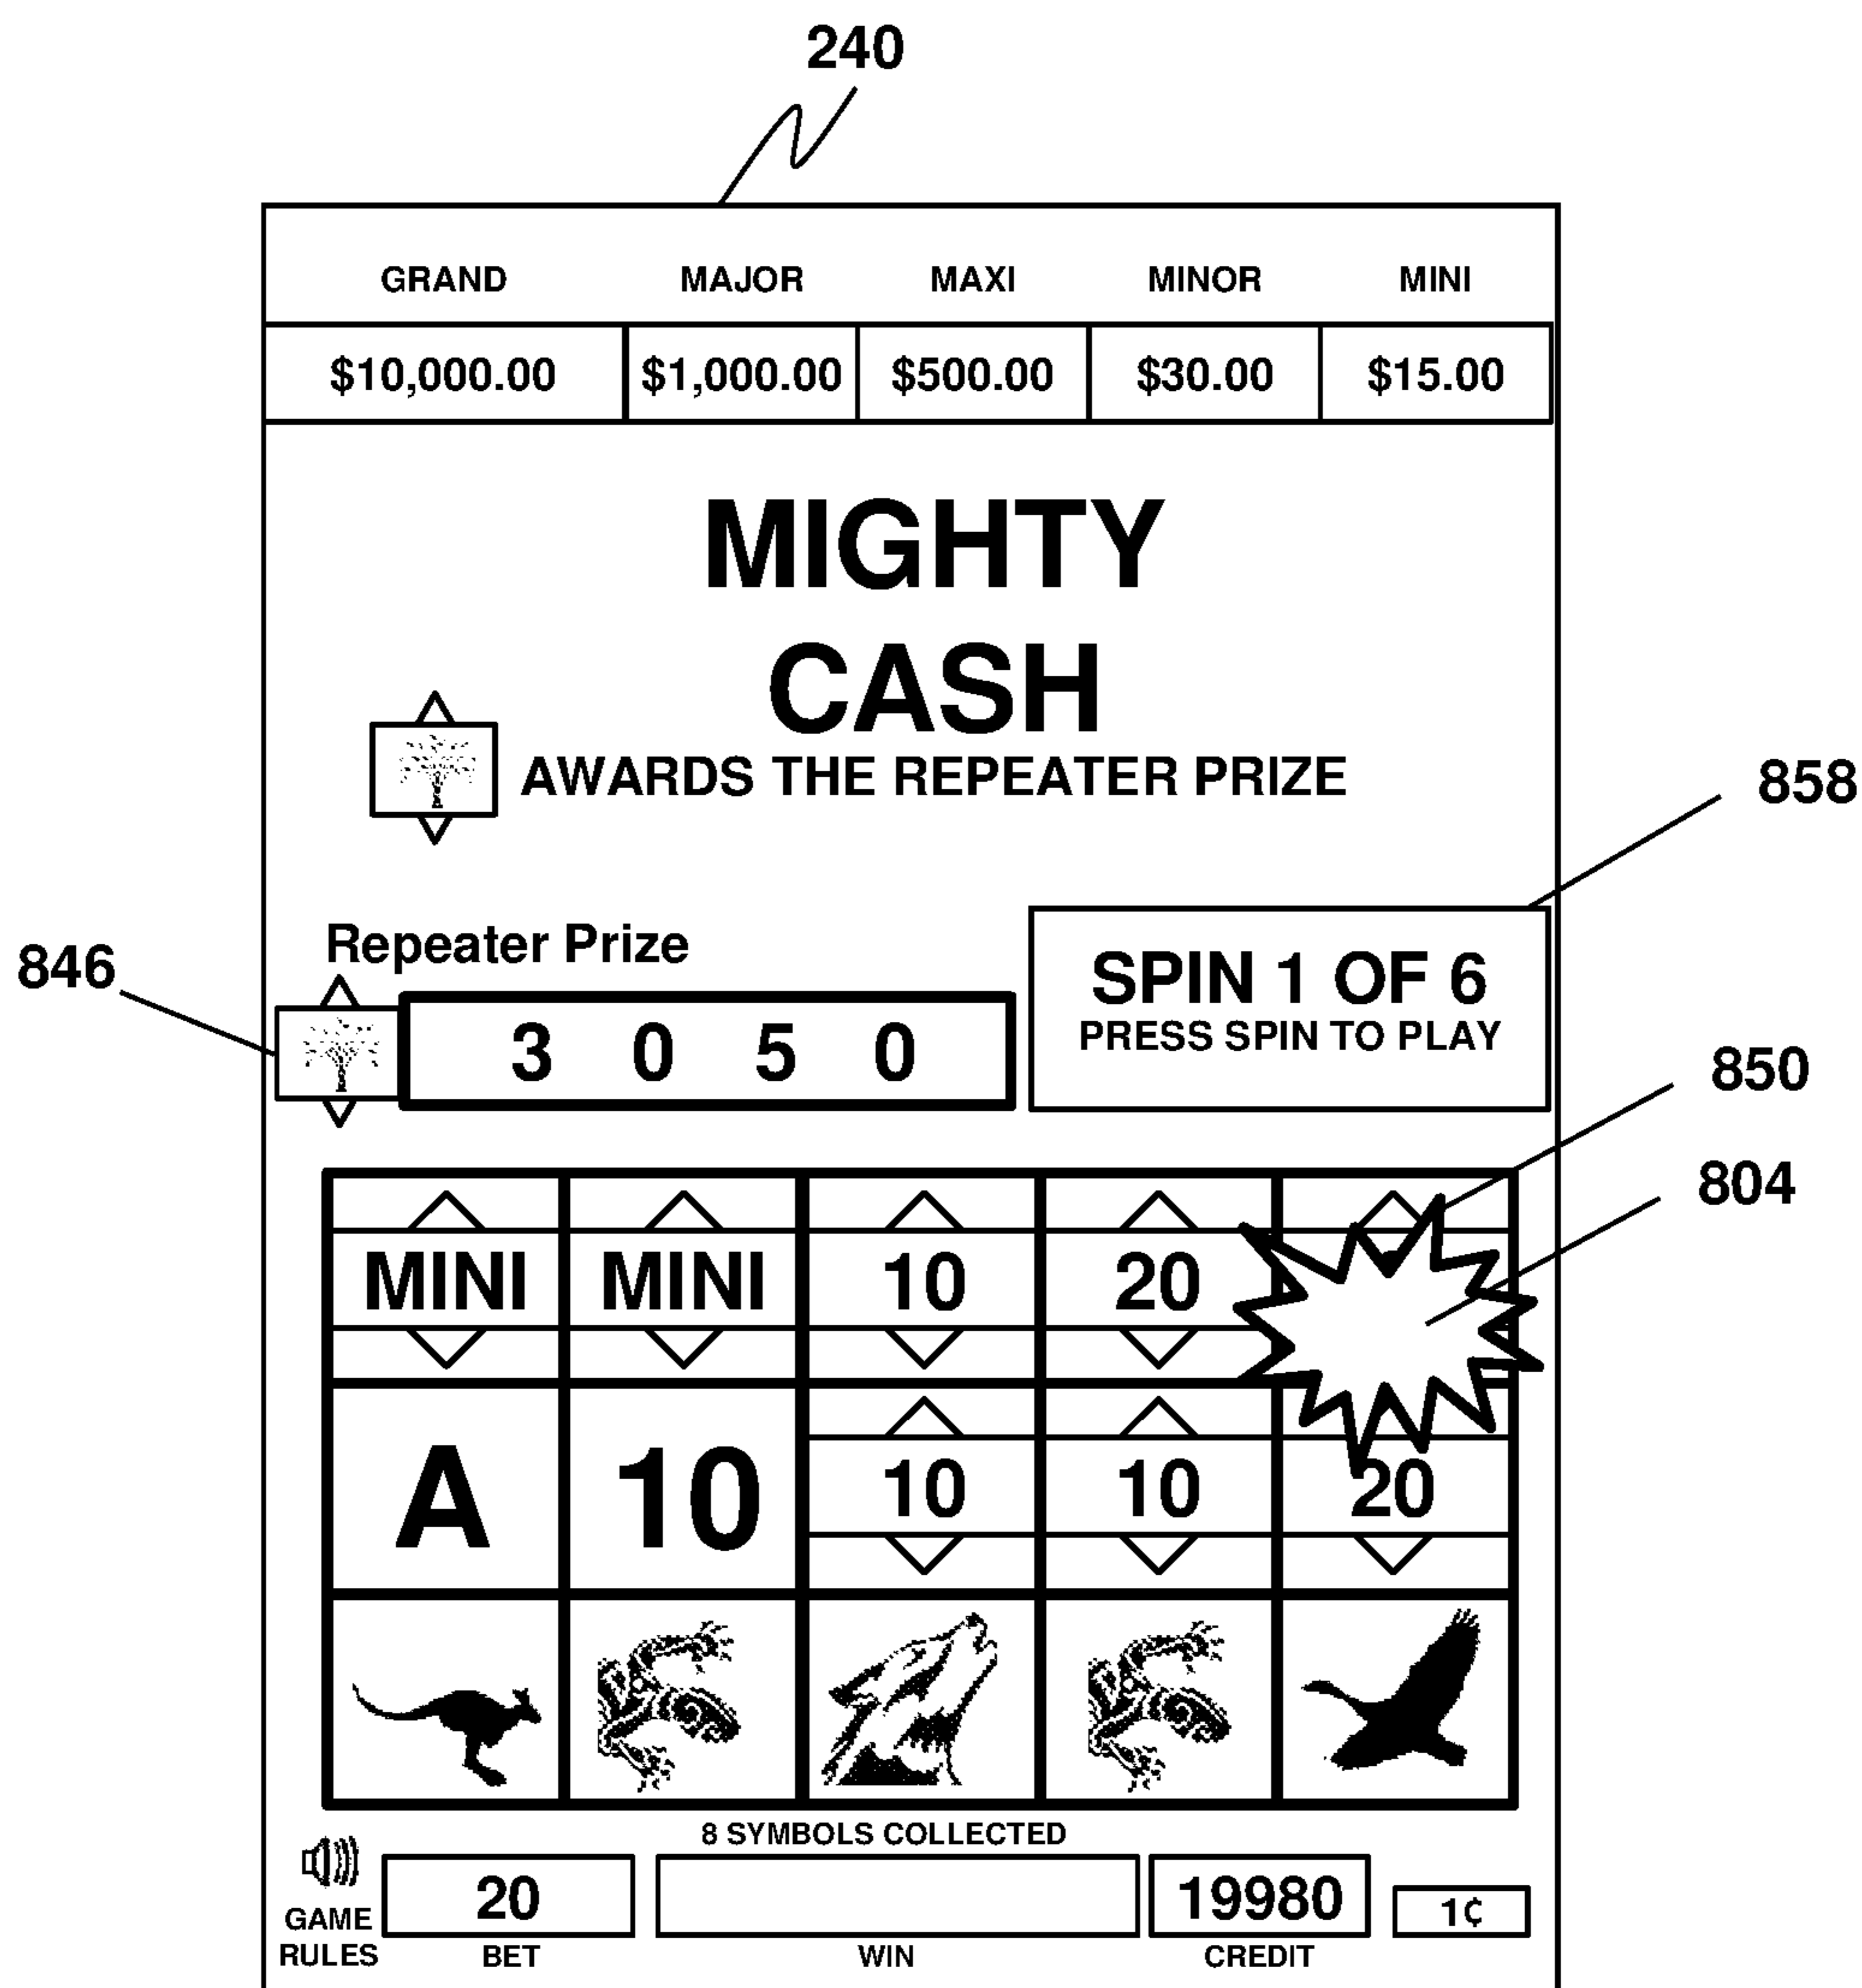 240
GRAND MAJOR MAXI MINOR MINI
$10,000.00 $1,000.00 $500.00 $30.00 $15.00
MIGHTY
CASH
AWARDS THE REPEATER PRIZE
858
Repeater Prize
846
SPIN 1 OF 6
3 0 5 0
PRESS SPIN TO PLAY
850
804
MINI MINI 10 20
A 10 10 10 20
8 SYMBOLS COLLECTED
20 19980 1¢
GAME
RULES BET WIN CREDIT